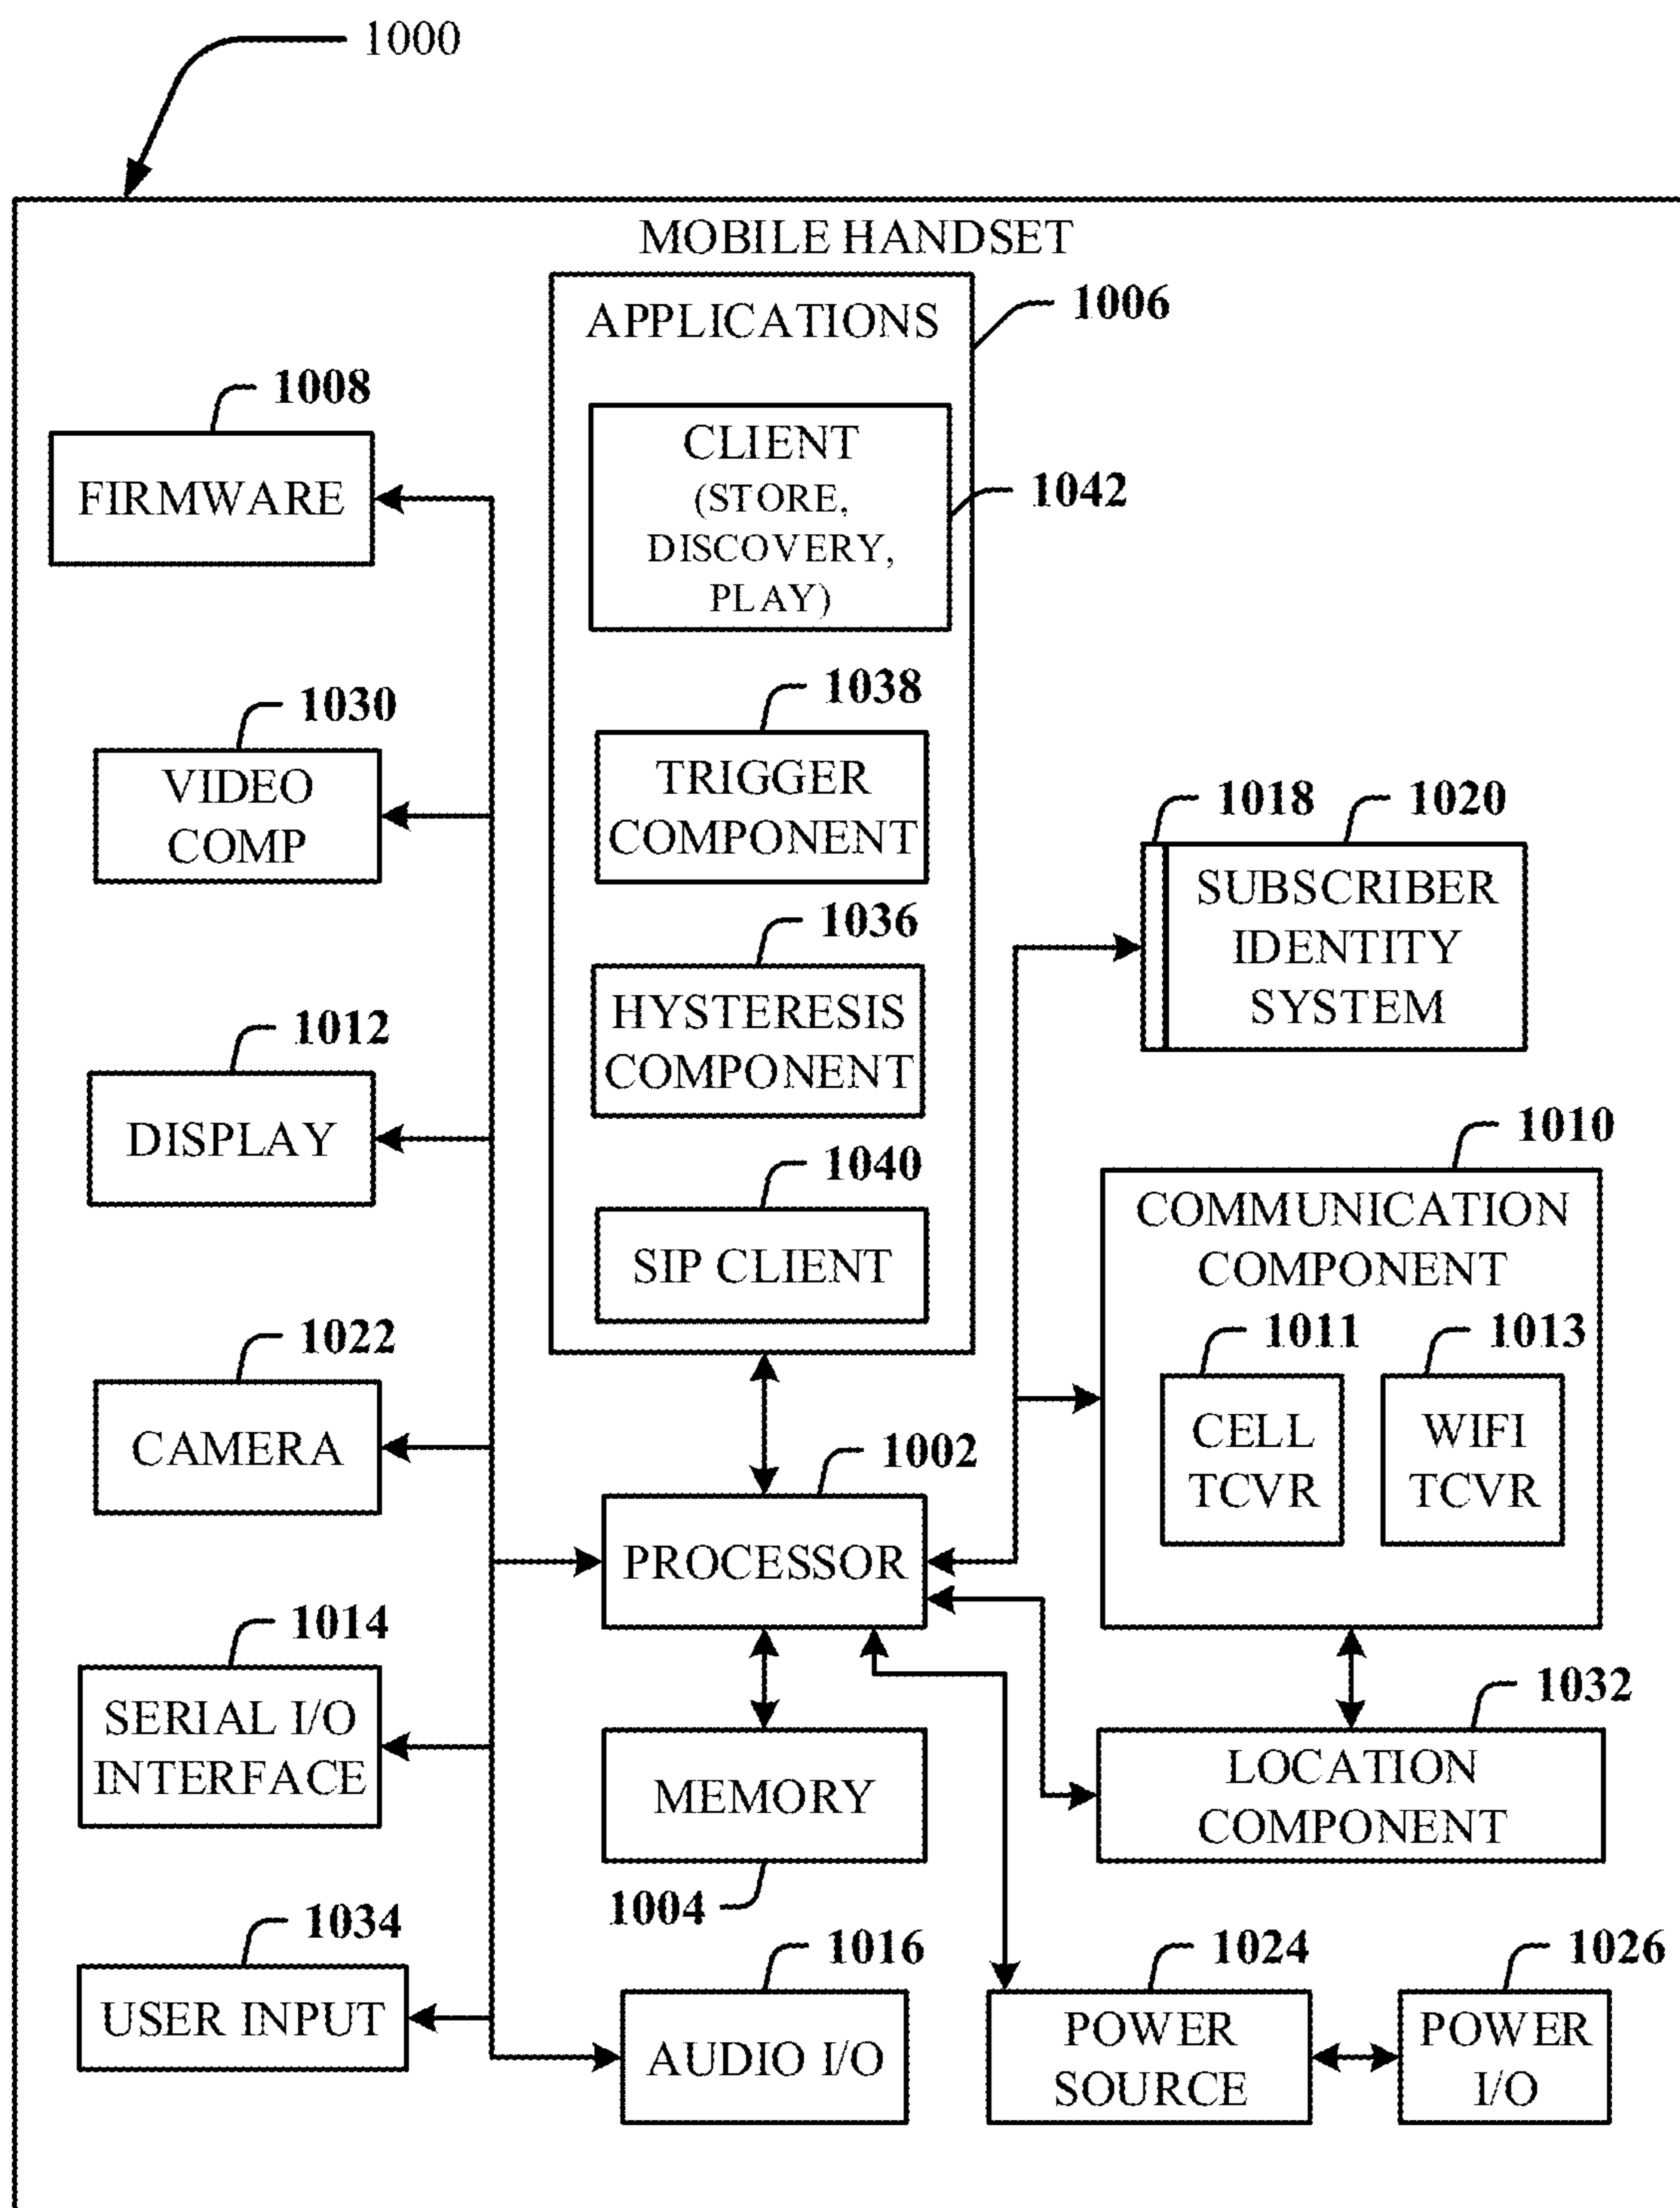 1000
MOBILE HANDSET
1006
APPLICATIONS
CLIENT
(STORE,
DISCOVERY,
PLAY)
1042
1038
TRIGGER
COMPONENT
1036
HYSTERESIS
COMPONENT
1040
SIP CLIENT
1008
FIRMWARE
1030
VIDEO
COMP
1012
DISPLAY
1022
CAMERA
1014
SERIAL I/O
INTERFACE
1034
USER INPUT
1002
PROCESSOR
MEMORY
1004
1016
AUDIO I/O
1018
1020
SUBSCRIBER
IDENTITY
SYSTEM
1010
COMMUNICATION
COMPONENT
1011
CELL
TCVR
1013
WIFI
TCVR
1032
LOCATION
COMPONENT
1024
POWER
SOURCE
1026
POWER
I/O